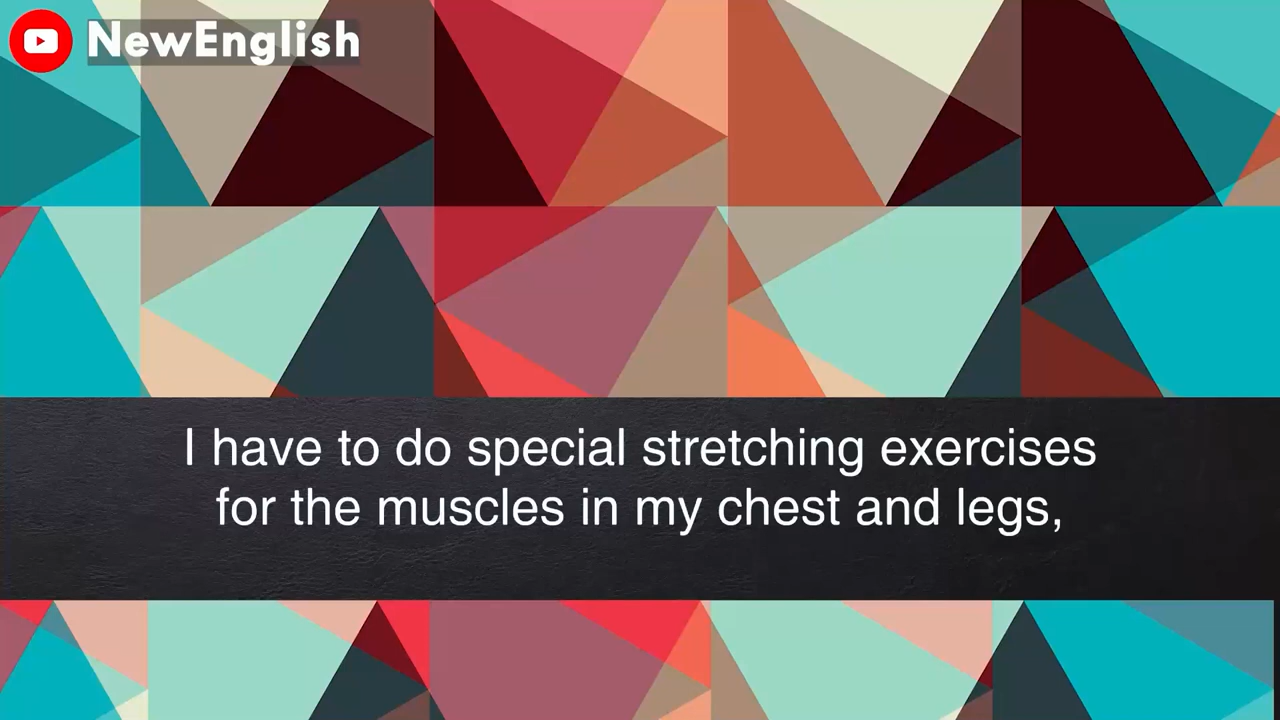 NewEnglish
I have to do special stretching exercises
for the muscles in my chest and legs,